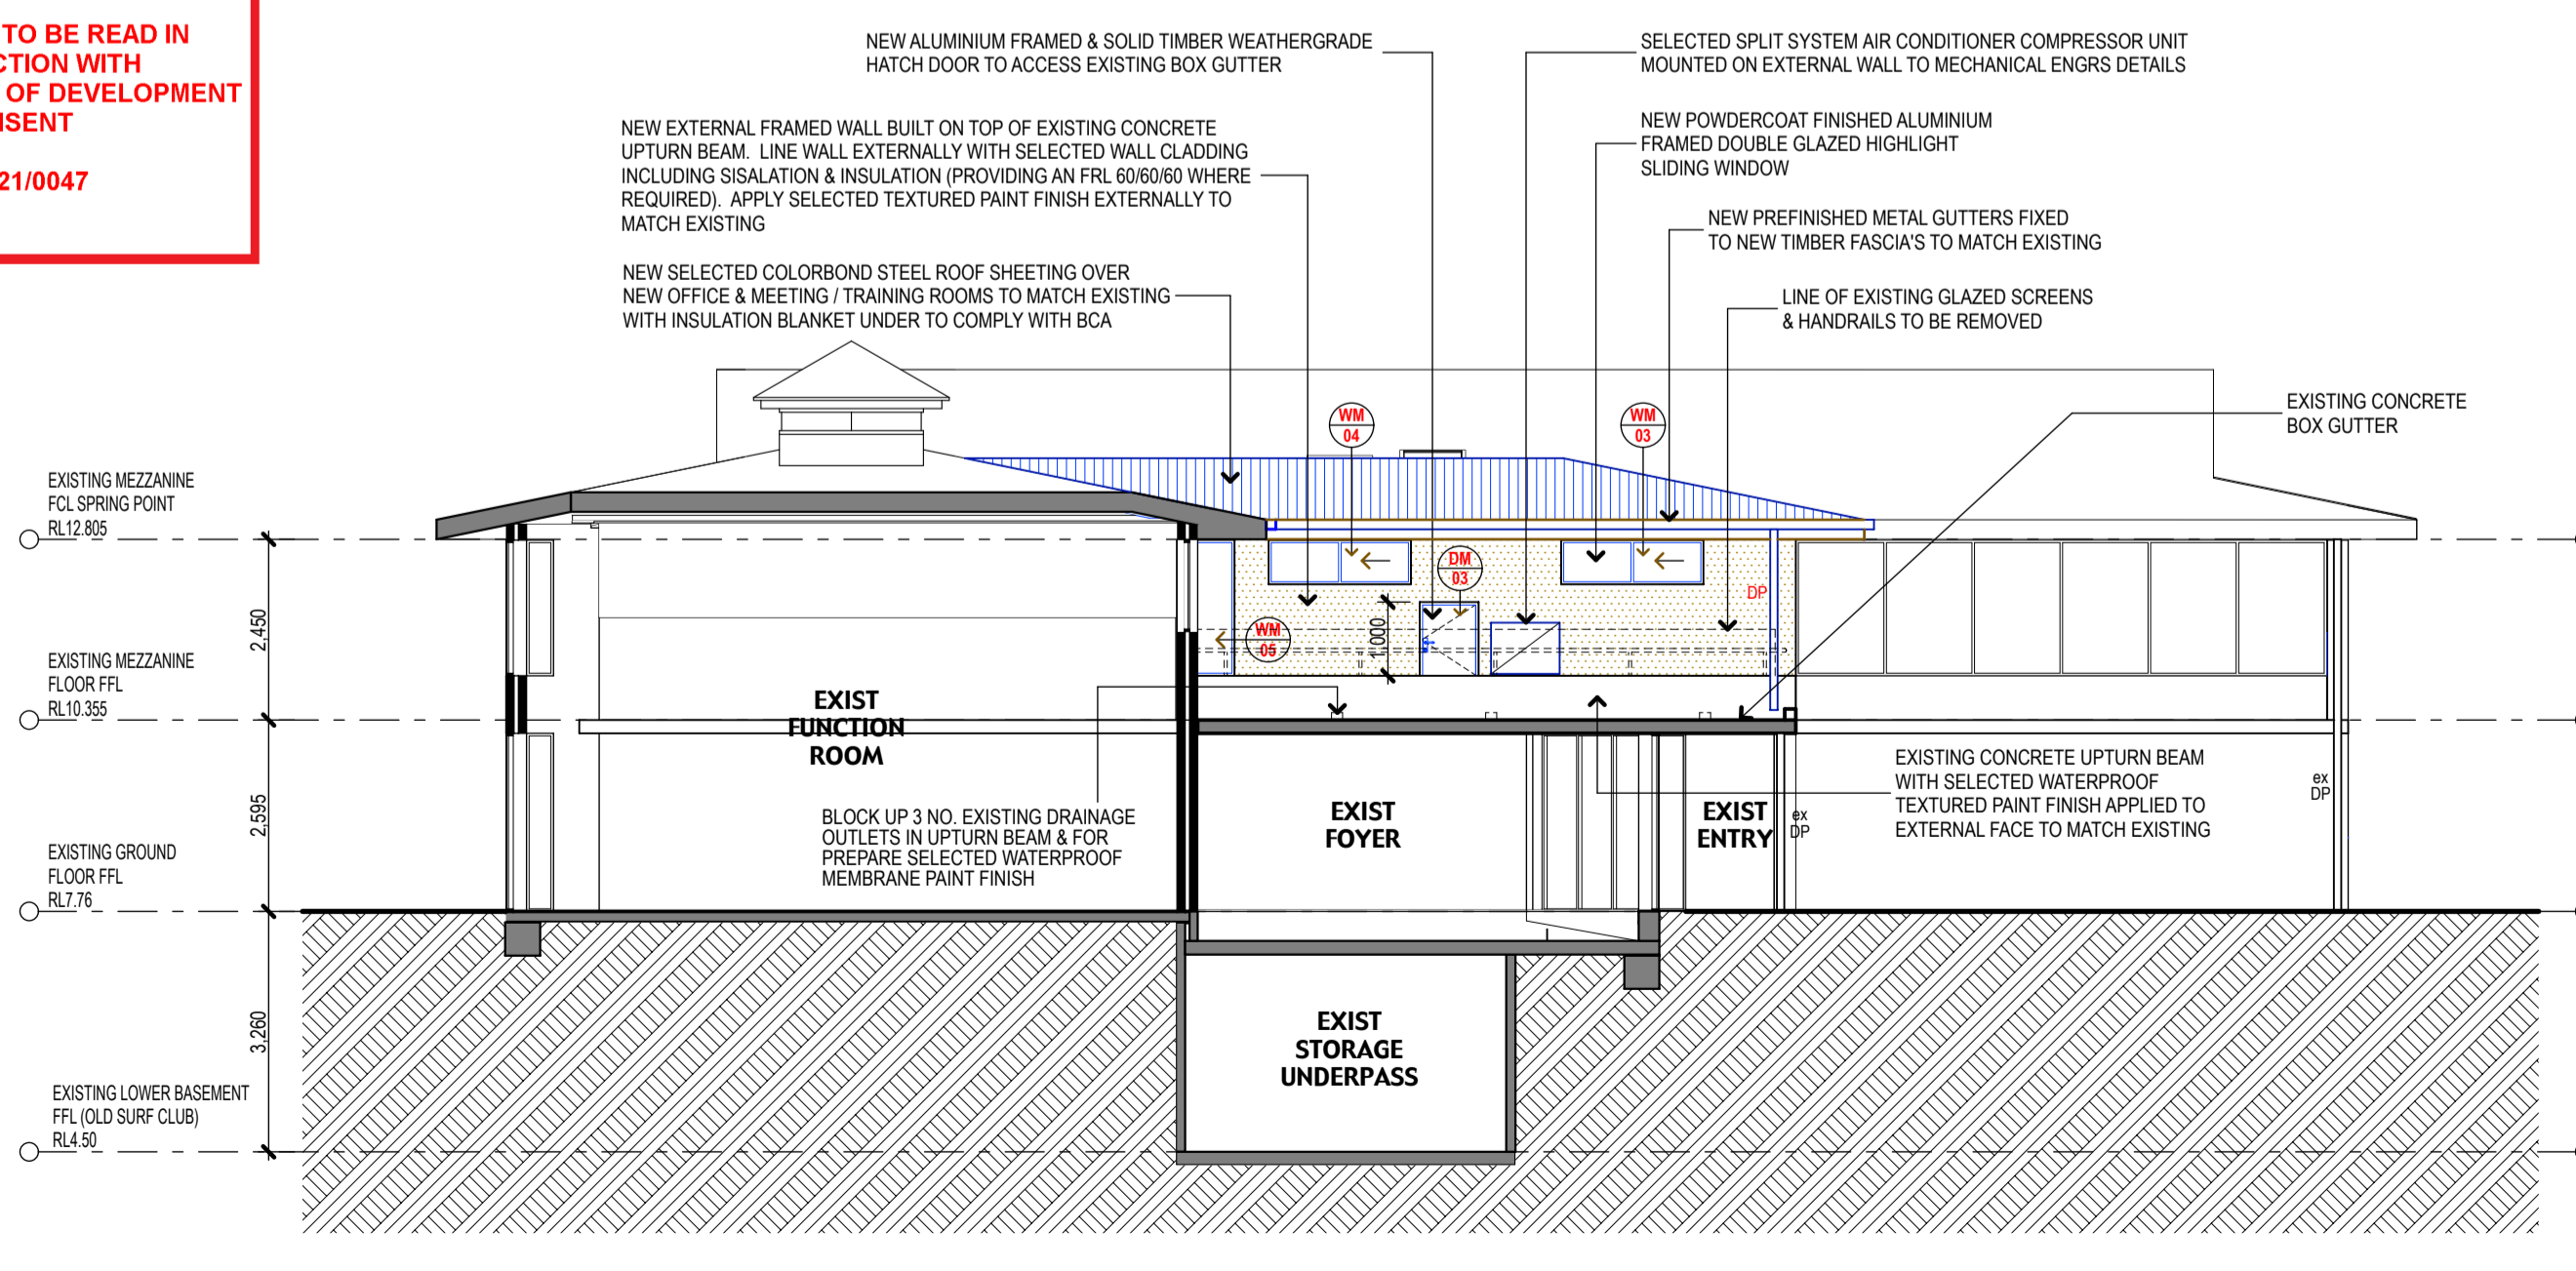 TO BE READ IN
CTION WITH
OF DEVELOPMENT
NSENT
21/0047
NEW ALUMINIUM FRAMED & SOLID TIMBER WEATHERGRADE
HATCH DOOR TO ACCESS EXISTING BOX GUTTER
SELECTED SPLIT SYSTEM AIR CONDITIONER COMPRESSOR UNIT
MOUNTED ON EXTERNAL WALL TO MECHANICAL ENGRS DETAILS
NEW EXTERNAL FRAMED WALL BUILT ON TOP OF EXISTING CONCRETE
UPTURN BEAM. LINE WALL EXTERNALLY WITH SELECTED WALL CLADDING
INCLUDING SISALATION & INSULATION (PROVIDING AN FRL 60/60/60 WHERE
REQUIRED). APPLY SELECTED TEXTURED PAINT FINISH EXTERNALLY TO
MATCH EXISTING
NEW POWDERCOAT FINISHED ALUMINIUM
FRAMED DOUBLE GLAZED HIGHLIGHT
SLIDING WINDOW
NEW PREFINISHED METAL GUTTERS FIXED
TO NEW TIMBER FASCIA'S TO MATCH EXISTING
NEW SELECTED COLORBOND STEEL ROOF SHEETING OVER
NEW OFFICE & MEETING / TRAINING ROOMS TO MATCH EXISTING
WITH INSULATION BLANKET UNDER TO COMPLY WITH BCA
LINE OF EXISTING GLAZED SCREENS
& HANDRAILS TO BE REMOVED
EXISTING CONCRETE
BOX GUTTER
WM
04
WM
03
EXISTING MEZZANINE
FCL SPRING POINT
RL12.805
DM
03
DP
2,450
1,000
WM
05
EXISTING MEZZANINE
FLOOR FFL
RL10.355
EXIST
FUNCTION
ROOM
2,595
BLOCK UP 3 NO. EXISTING DRAINAGE
OUTLETS IN UPTURN BEAM & FOR
PREPARE SELECTED WATERPROOF
MEMBRANE PAINT FINISH
EXIST
FOYER
EXIST
ENTRY
ex
DP
EXISTING CONCRETE UPTURN BEAM
WITH SELECTED WATERPROOF
TEXTURED PAINT FINISH APPLIED TO
EXTERNAL FACE TO MATCH EXISTING
ex
DP
EXISTING GROUND
FLOOR FFL
RL7.76
3,260
EXIST
STORAGE
UNDERPASS
EXISTING LOWER BASEMENT
FFL (OLD SURF CLUB)
RL4.50